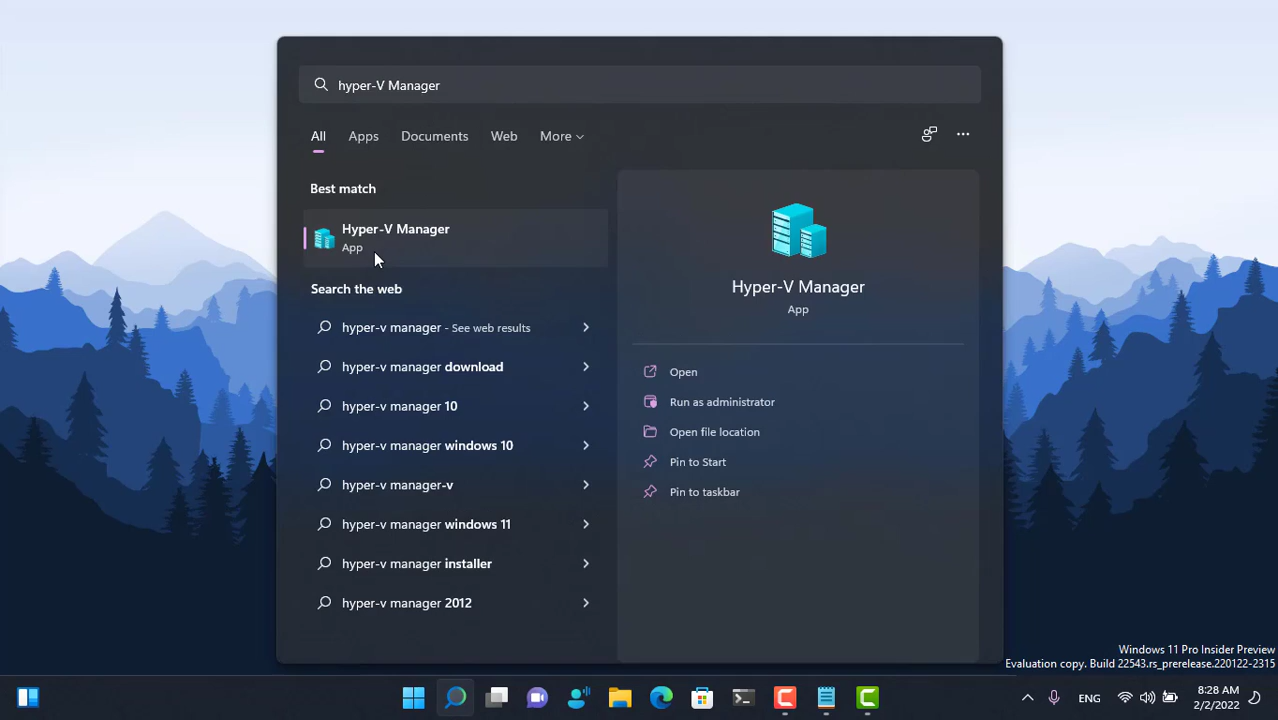 hyper-V Manager
All Apps Documents Web More
Best match
Hyper-V Manager
App
Search the web
hyper-v manager - See web results
hyper-v manager download
hyper-v manager 10
hyper-v manager windows 10
hyper-v manager-v
hyper-v manager windows 11
hyper-v manager installer
hyper-v manager 2012
Hyper-V Manager
App
Open
Run as administrator
Open file location
Pin to Start
Pin to taskbar
Windows 11 Pro Insider Preview
Evaluation copy. Build 22543.rs_prerelease.220122-2315
ENG
8:28 AM
2/2/2022